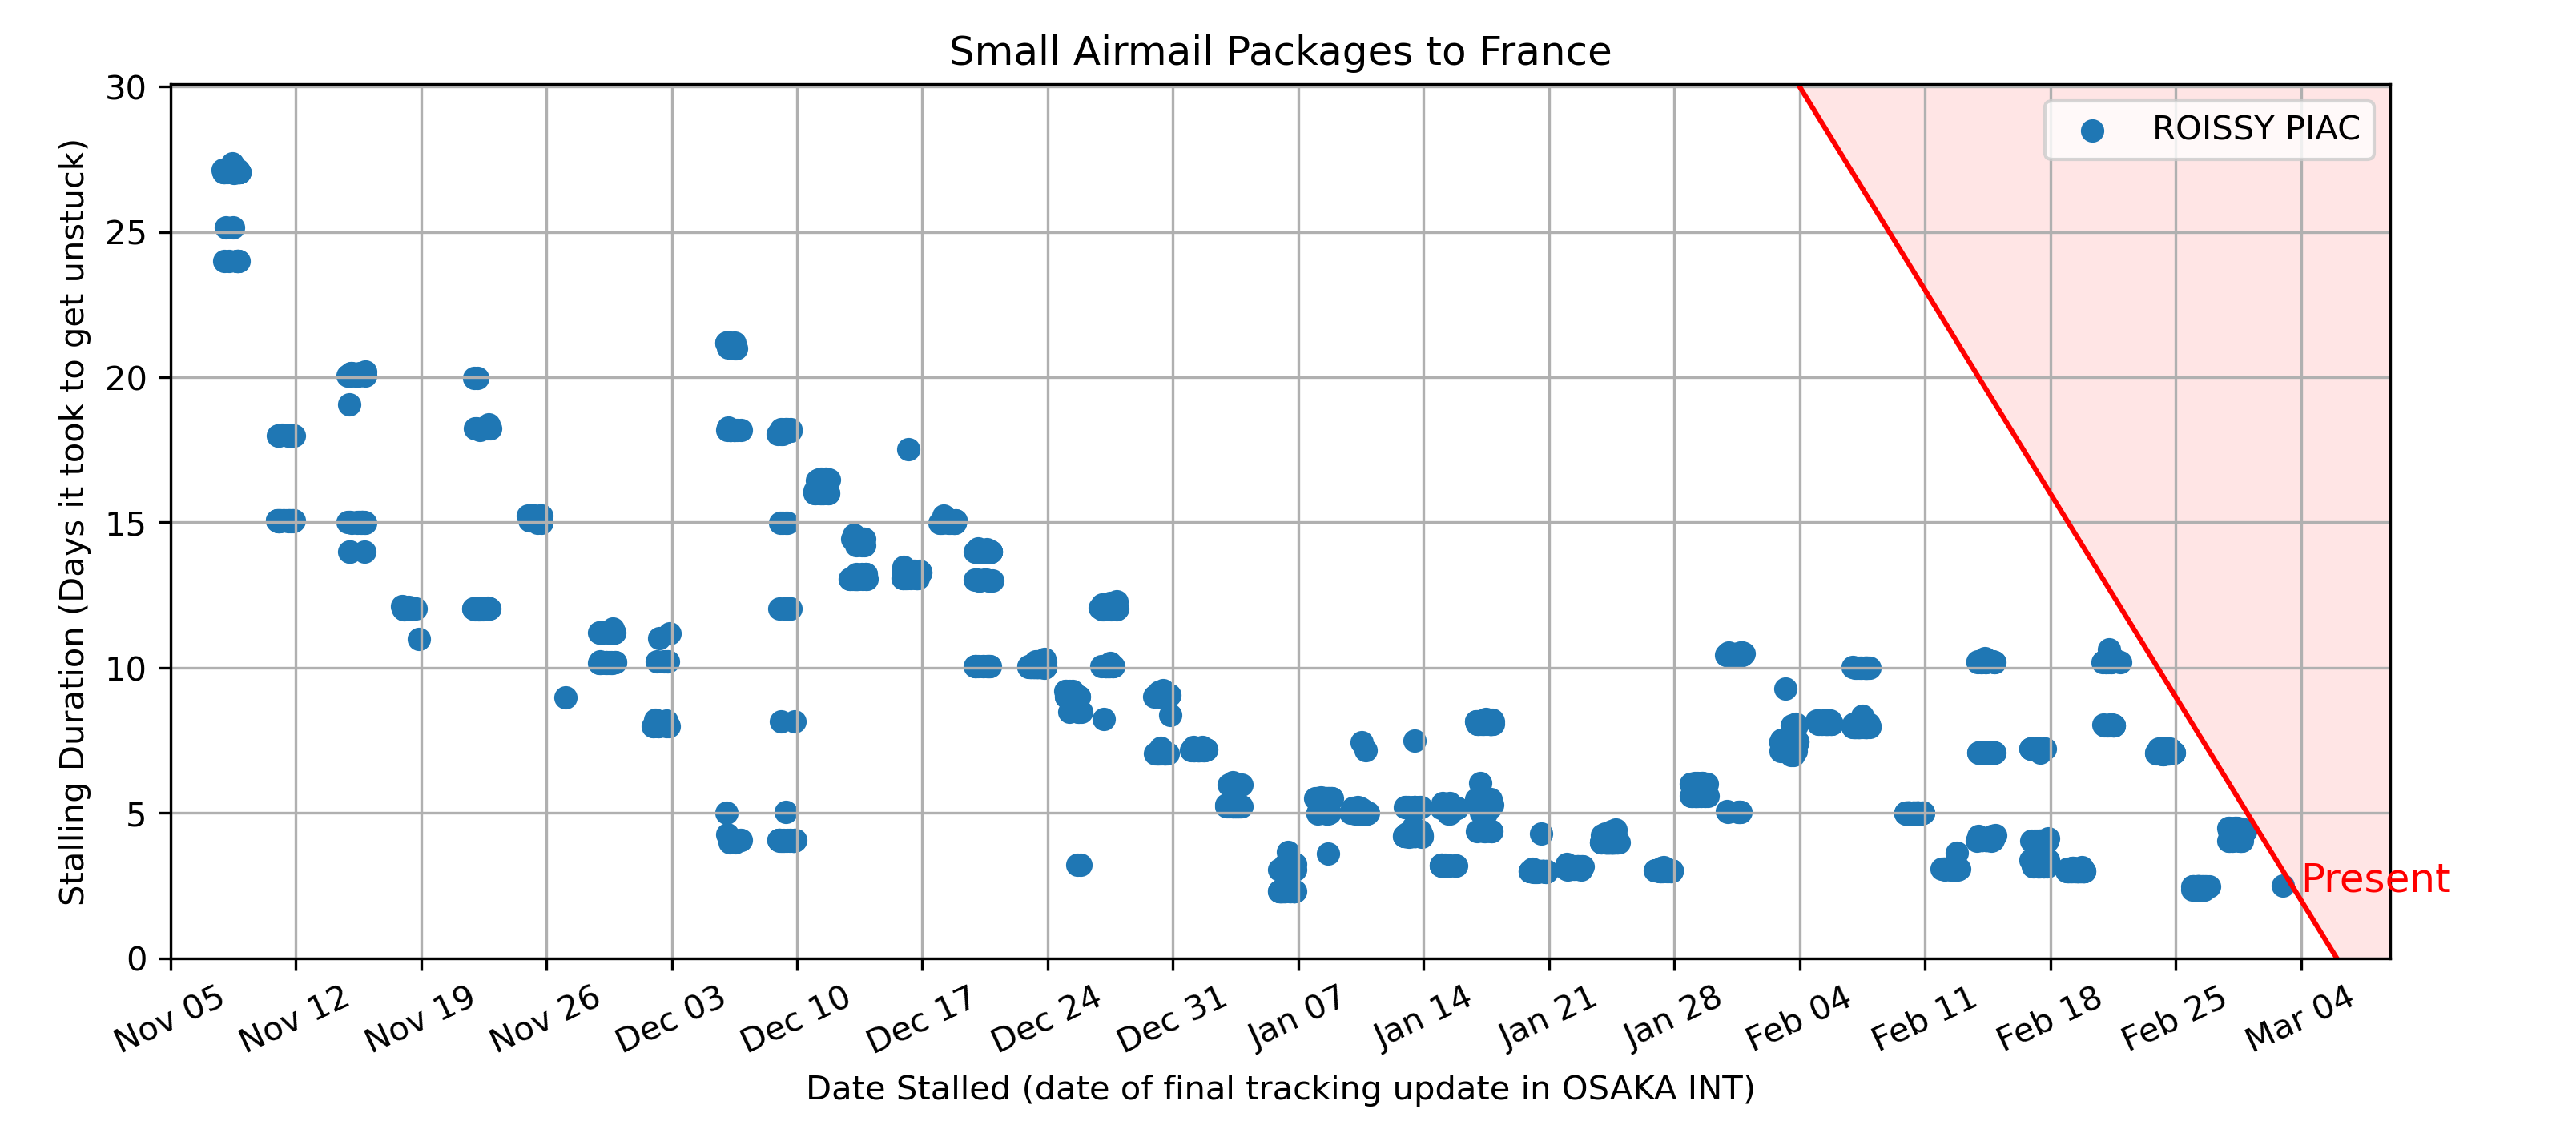 Small Airmail Packages to France
ROISSY PIAC
Stalling Duration (Days it took to get unstuck)
30
25
20
15
10
5
0
Present
Nov 05
Nov 12
Nov 19
Nov 26
Dec 03
Dec 10
Dec 17
Dec 24
Dec 31
Jan 07
Jan 14
Jan 21
Jan 28
Feb 04
Feb 11
Feb 18
Feb 25
Mar 04
Date Stalled (date of final tracking update in OSAKA INT)